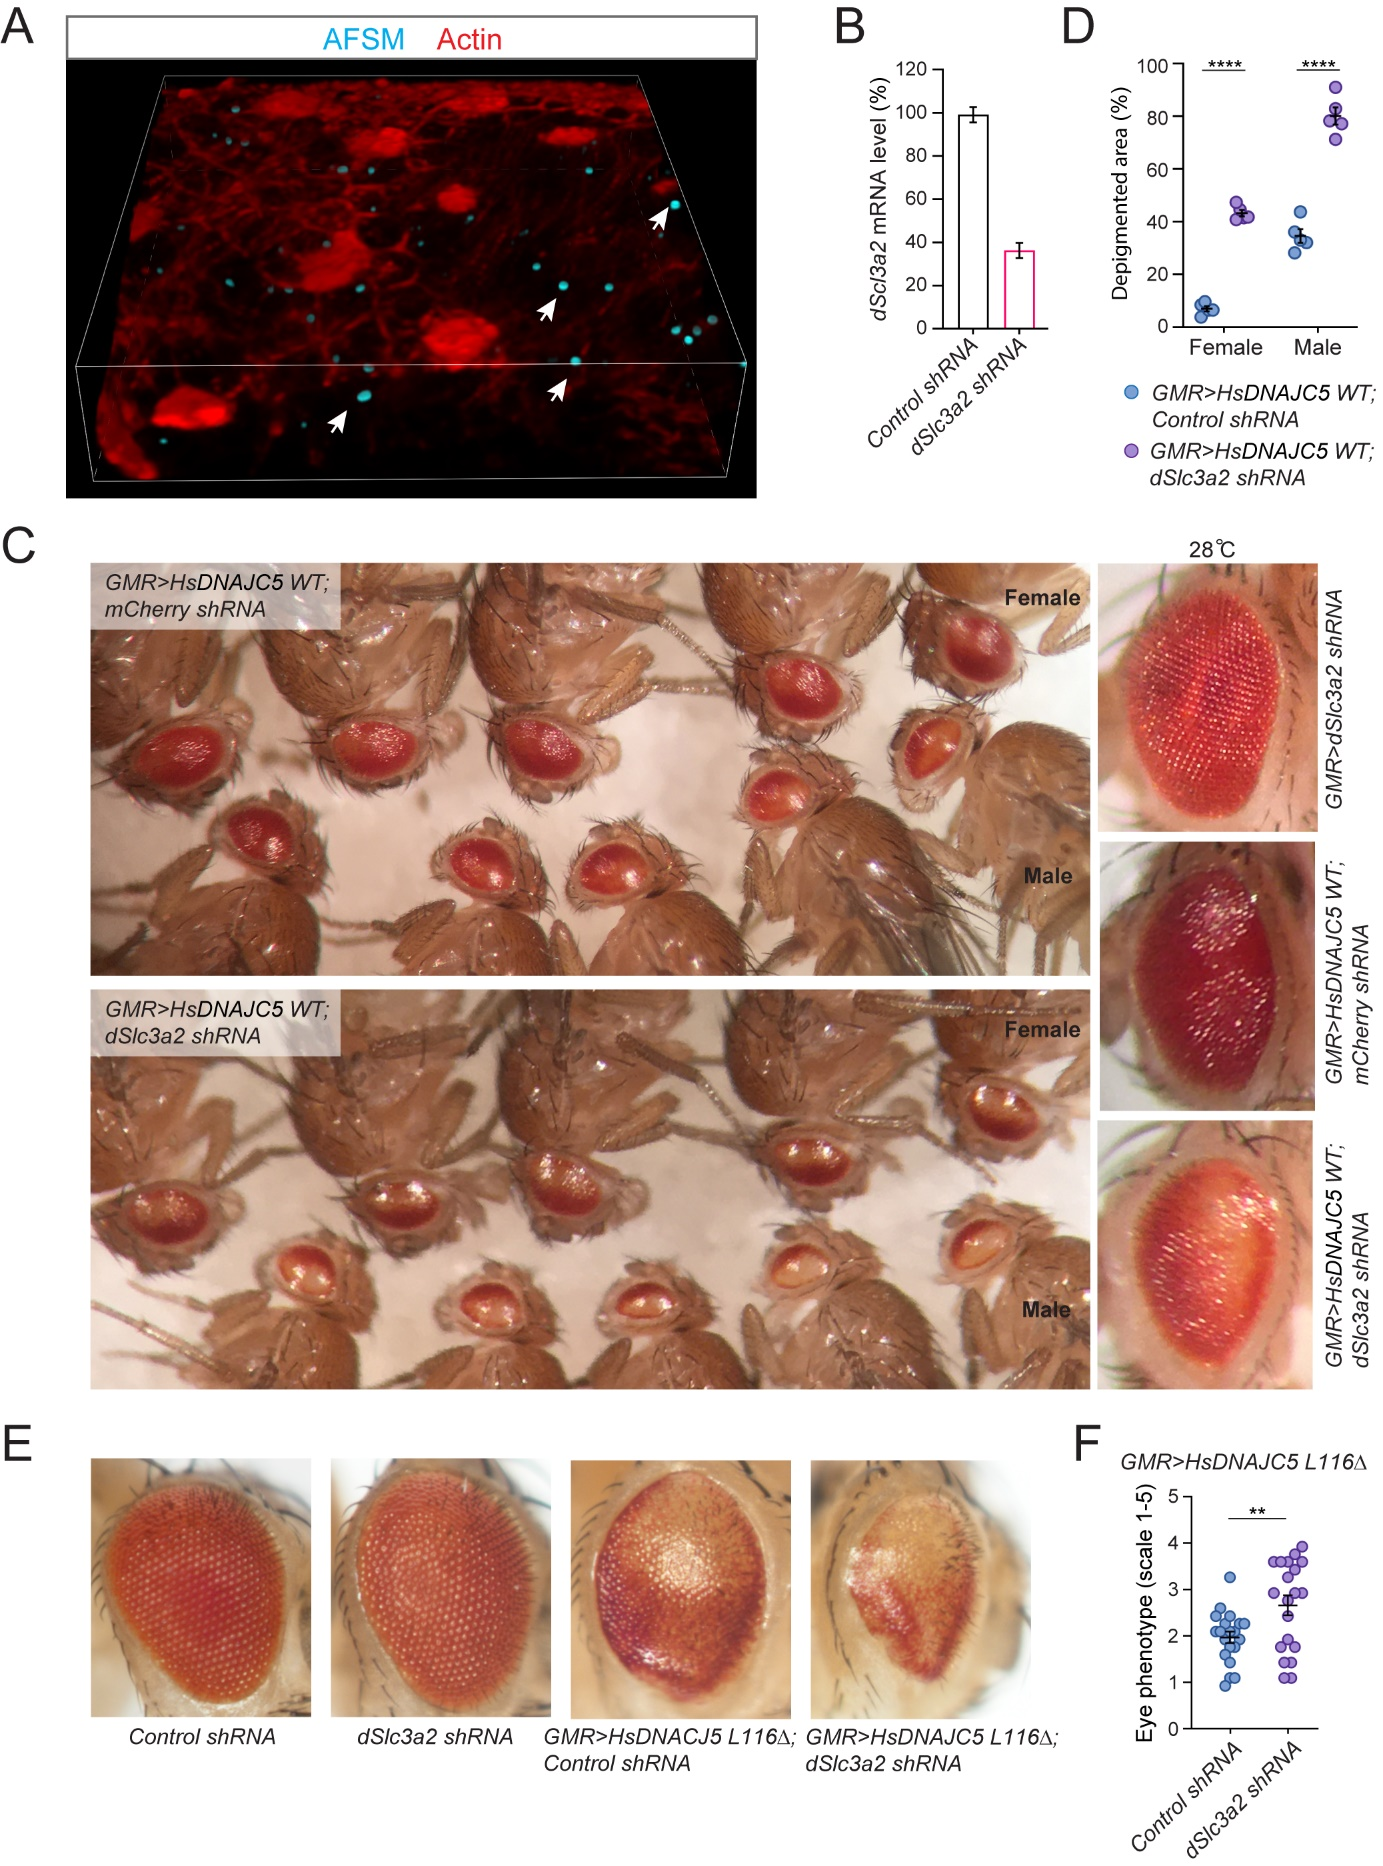 A
AFSM Actin
B
dScl3a2 mRNA level (%)
120
100
80
60
40
20
0
Control shRNA
dSlc3a2 shRNA
D
Depigmented area (%)
100
80
60
40
20
0
****
****
Female
Male
GMR>HsDNAJC5 WT;
Control shRNA
GMR>HsDNAJC5 WT;
dSlc3a2 shRNA
C
GMR>HsDNAJC5 WT;
mCherry shRNA
Female
Male
GMR>HsDNAJC5 WT;
dSlc3a2 shRNA
Female
Male
28°C
GMR>dSlc3a2 shRNA
GMR>HsDNAJC5 WT;
mCherry shRNA
GMR>HsDNAJC5 WT;
dSlc3a2 shRNA
E
Control shRNA
dSlc3a2 shRNA
GMR>HsDNACJ5 L116Δ;
Control shRNA
GMR>HsDNAJC5 L116Δ;
dSlc3a2 shRNA
F
GMR>HsDNAJC5 L116Δ
Eye phenotype (scale 1-5)
5
4
3
2
1
0
**
Control shRNA
dSlc3a2 shRNA